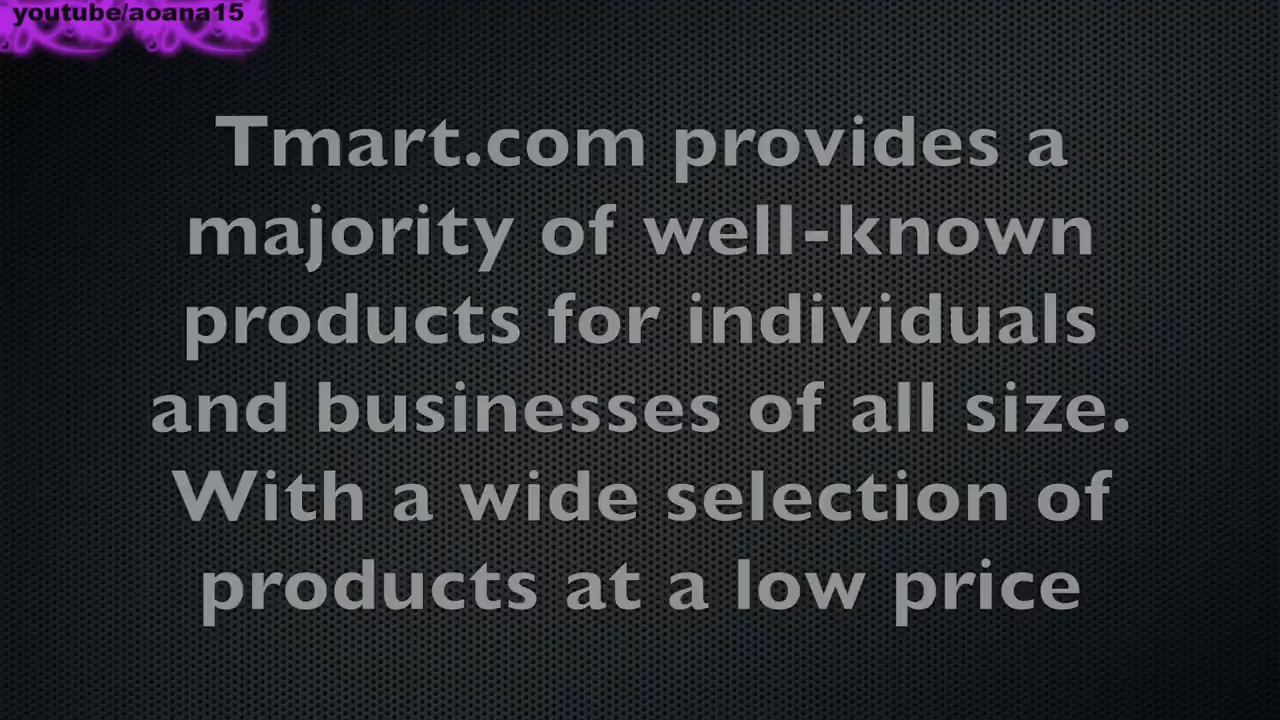 youtube/aoana15
Tmart.com provides a
majority of well-known
products for individuals
and businesses of all size.
With a wide selection of
products at a low price